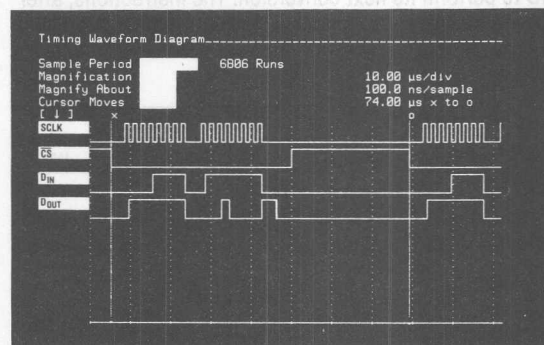 Timing Waveform Diagram
Sample Period 6806 Runs
Magnification 10.00 µs/div
Magnify About 100.0 ns/sample
Cursor Moves 74.00 µs x to o
[ ↓ ] x o
SCLK
CS
DIN
DOUT